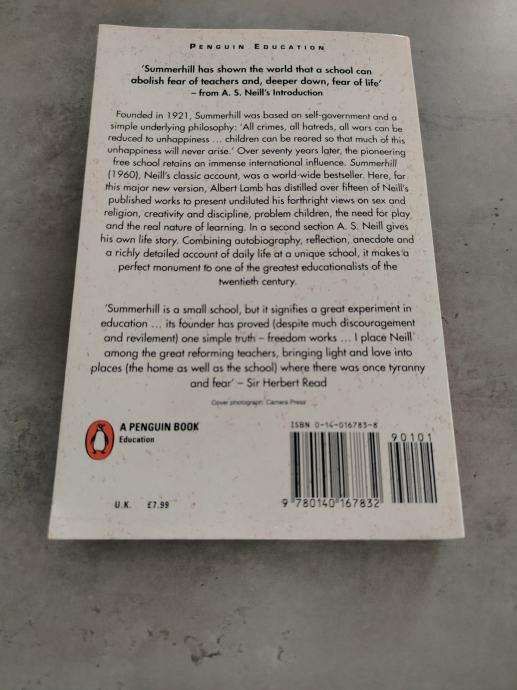 PENGUIN EDUCATION
'Summerhill has shown the world that a school can
abolish fear of teachers and, deeper down, fear of life'
– from A. S. Neill's Introduction
Founded in 1921, Summerhill was based on self-government and a
simple underlying philosophy: 'All crimes, all hatreds, all wars can be
reduced to unhappiness ... children can be reared so that much of this
unhappiness will never arise.' Over seventy years later, the pioneering
free school retains an immense international influence. Summerhill
(1960), Neill's classic account, was a world-wide bestseller. Here, for
this major new version, Albert Lamb has distilled over fifteen of Neill's
published works to present undiluted his forthright views on sex and
religion, creativity and discipline, problem children, the need for play
and the real nature of learning. In a second section A. S. Neill gives
his own life story. Combining autobiography, reflection, anecdote and
a richly detailed account of daily life at a unique school, it makes a
perfect monument to one of the greatest educationalists of the
twentieth century.
'Summerhill is a small school, but it signifies a great experiment in
education ... its founder has proved (despite much discouragement
and revilement) one simple truth – freedom works ... I place Neill
among the great reforming teachers, bringing light and love into
places (the home as well as the school) where there was once tyranny
and fear' – Sir Herbert Read
Cover photograph: Camera Press
A PENGUIN BOOK
Education
ISBN 0-14-016783-8
90101
U.K. £7.99
9 780140 167832